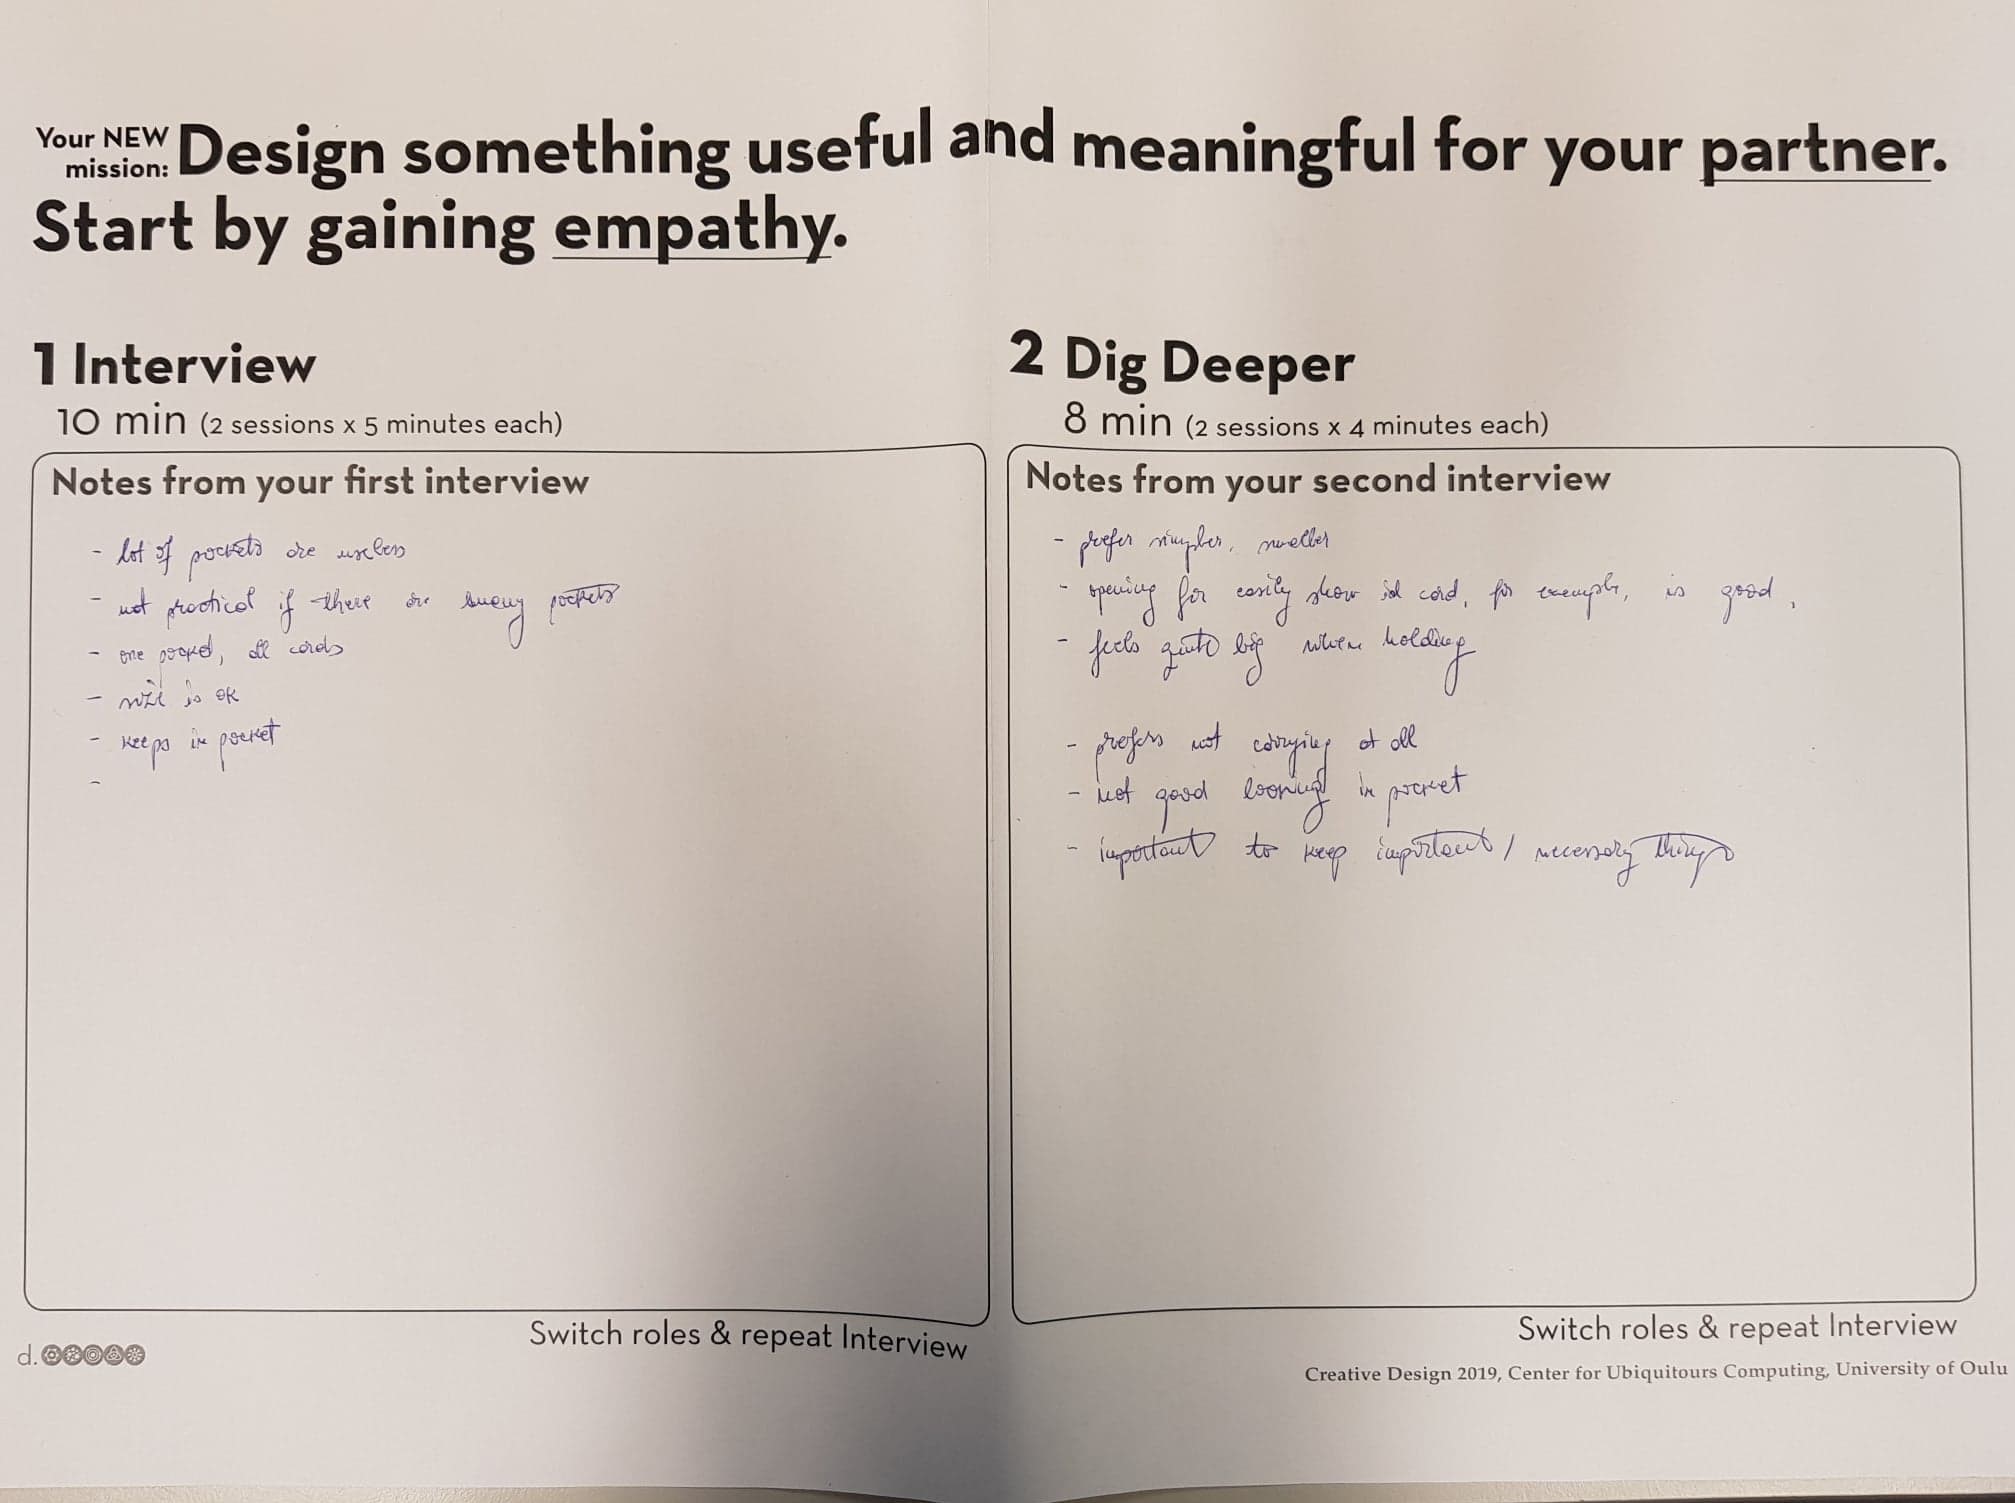 Your NEW mission: Design something useful and meaningful for your partner.
Start by gaining empathy.
1 Interview
10 min (2 sessions x 5 minutes each)
Notes from your first interview
- lot of pockets are useless
- not practical if there are many pockets
- one pocket, all cards
- size is OK
- keeps in pocket
-
2 Dig Deeper
8 min (2 sessions x 4 minutes each)
Notes from your second interview
- prefer simpler, smaller
- opening for easily show id card, for example, is good,
- feels quite big when holding
- prefers not carrying at all
- not good looking in pocket
- important to keep important / necessary things
Switch roles & repeat Interview
Switch roles & repeat Interview
d.
Creative Design 2019, Center for Ubiquitours Computing, University of Oulu